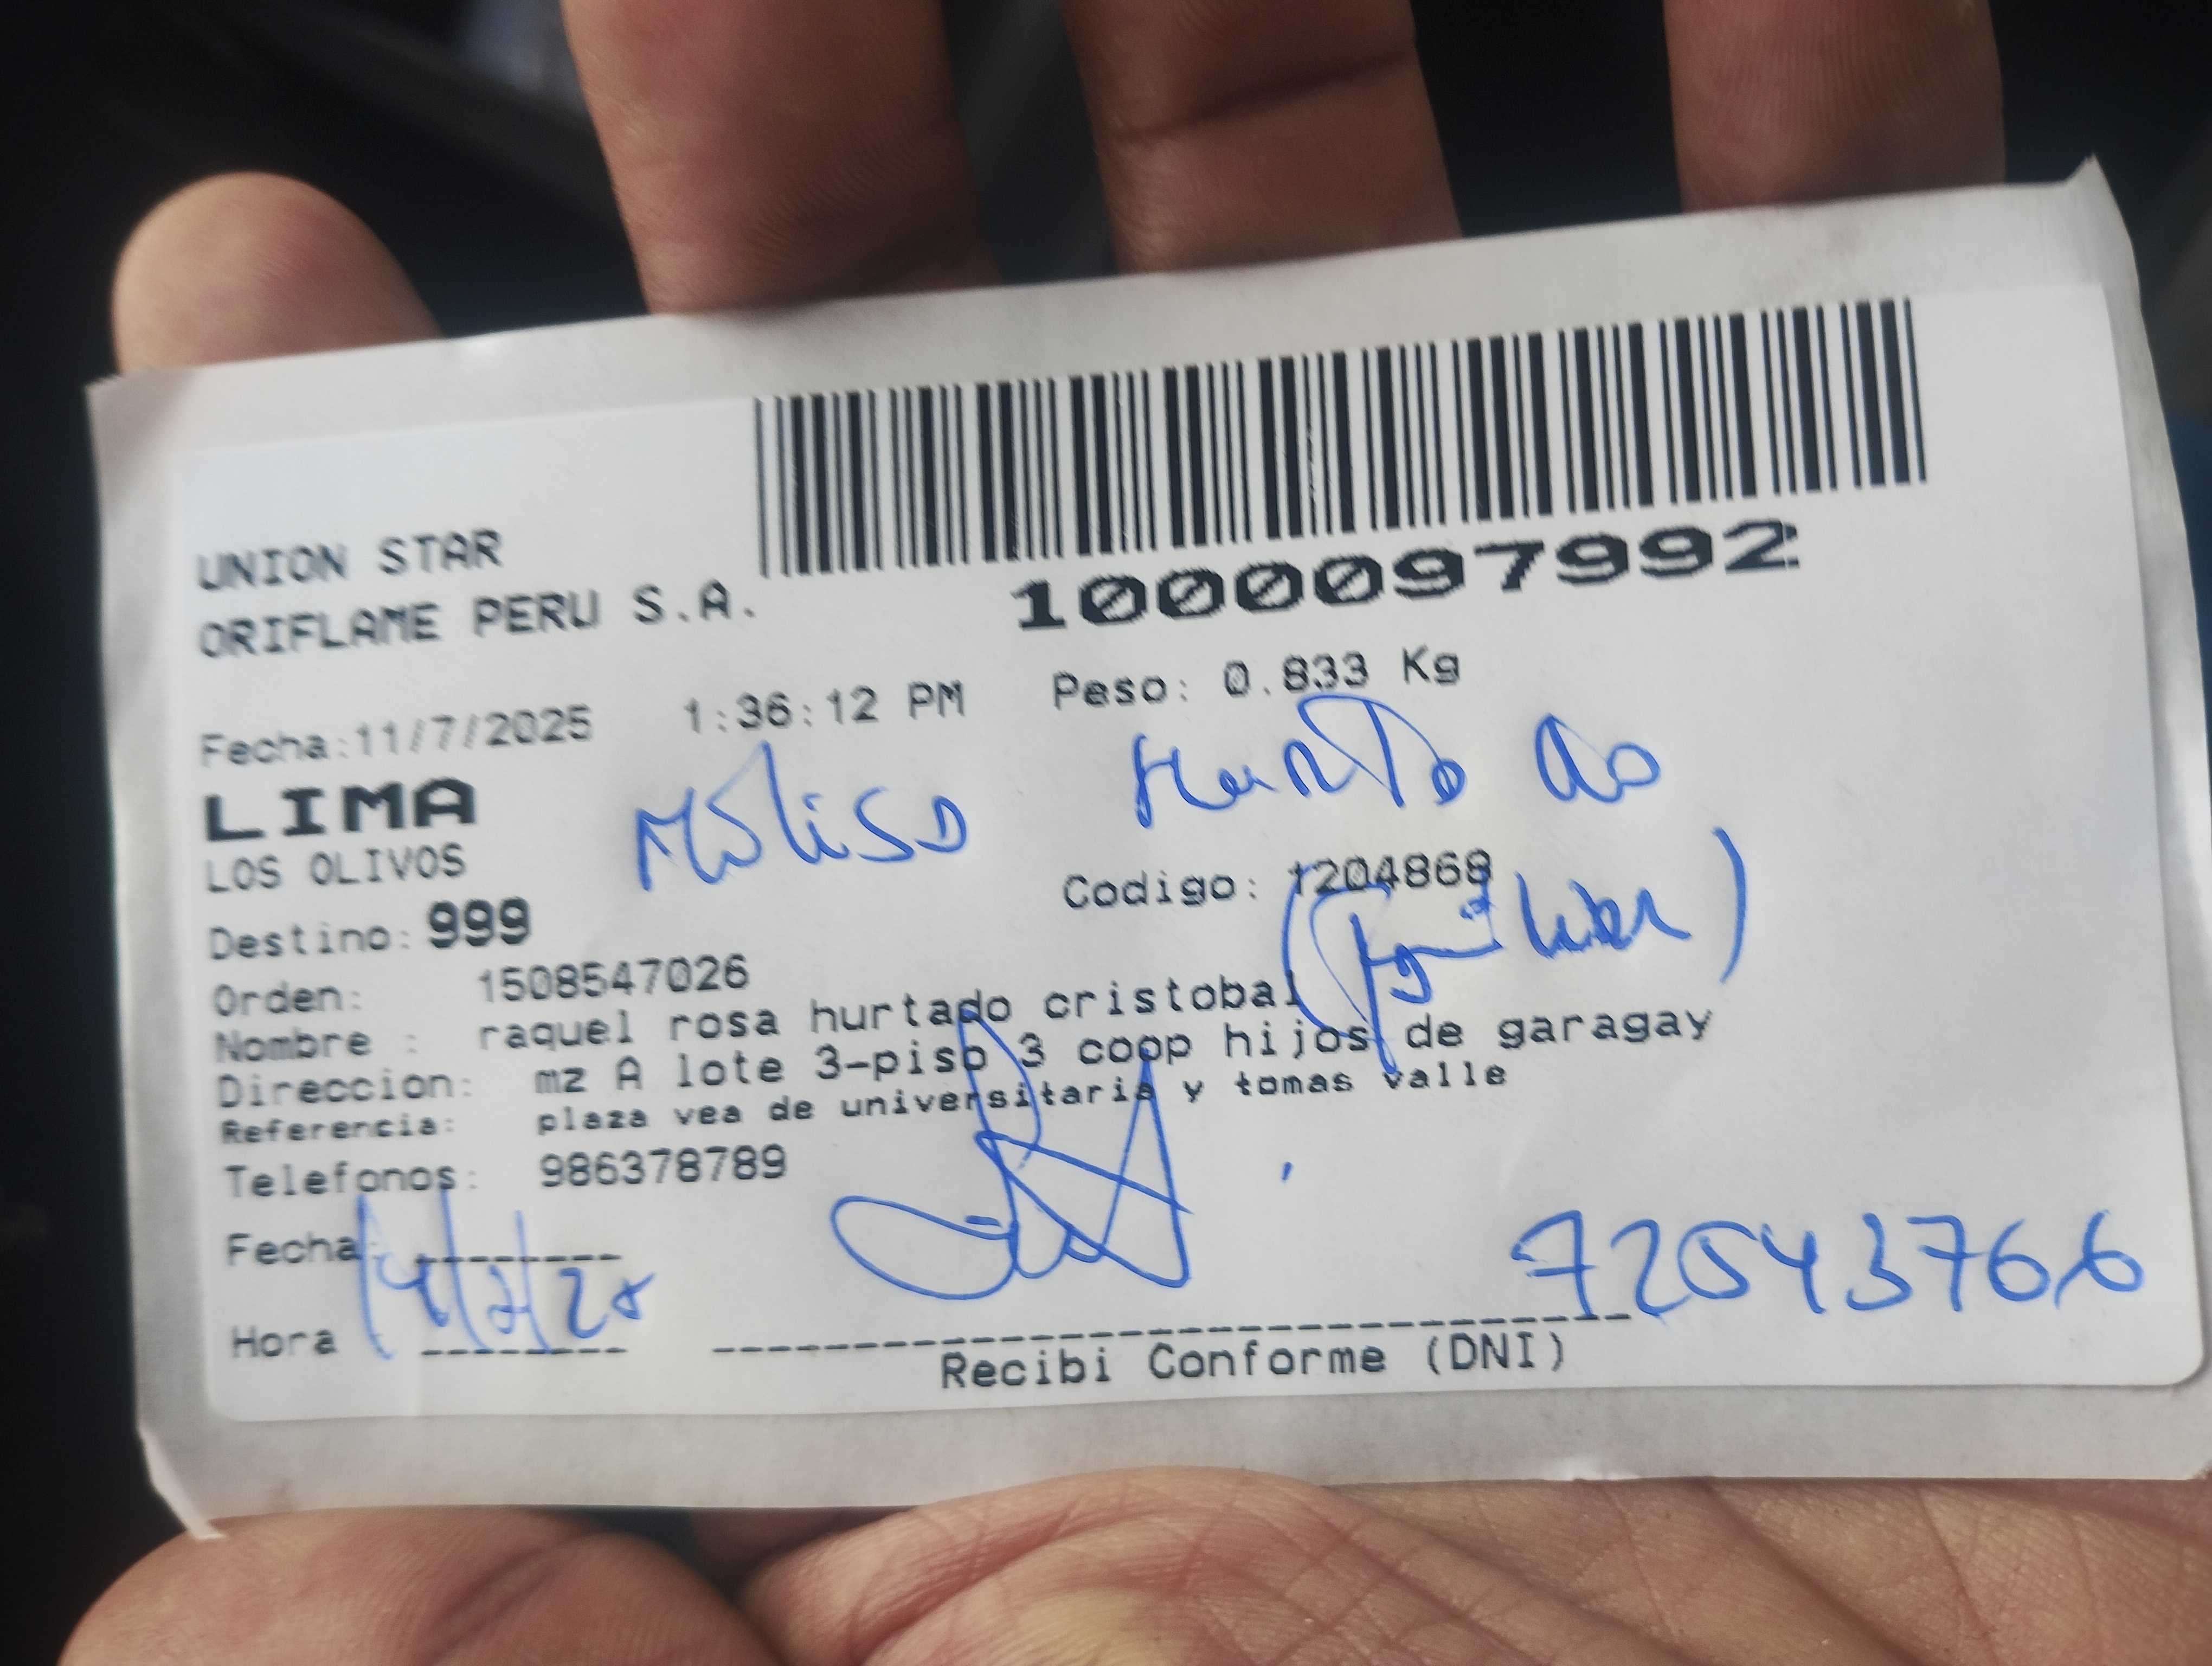 UNION STAR
ORIFLAME PERU S.A.
1000097992
Fecha:11/7/2025 1:36:12 PM Peso: 0.833 Kg
LIMA
Hurtado
LOS OLIVOS
Codigo: 1204868
Destino: 999
Orden: 1508547026
Nombre : raquel rosa hurtado cristobal
Direccion: mz A lote 3-piso 3 coop hijos de garagay
Referencia: plaza vea de universitaria y tomas valle
Telefonos: 986378789
Fecha:
72543766
Hora
Recibi Conforme (DNI)